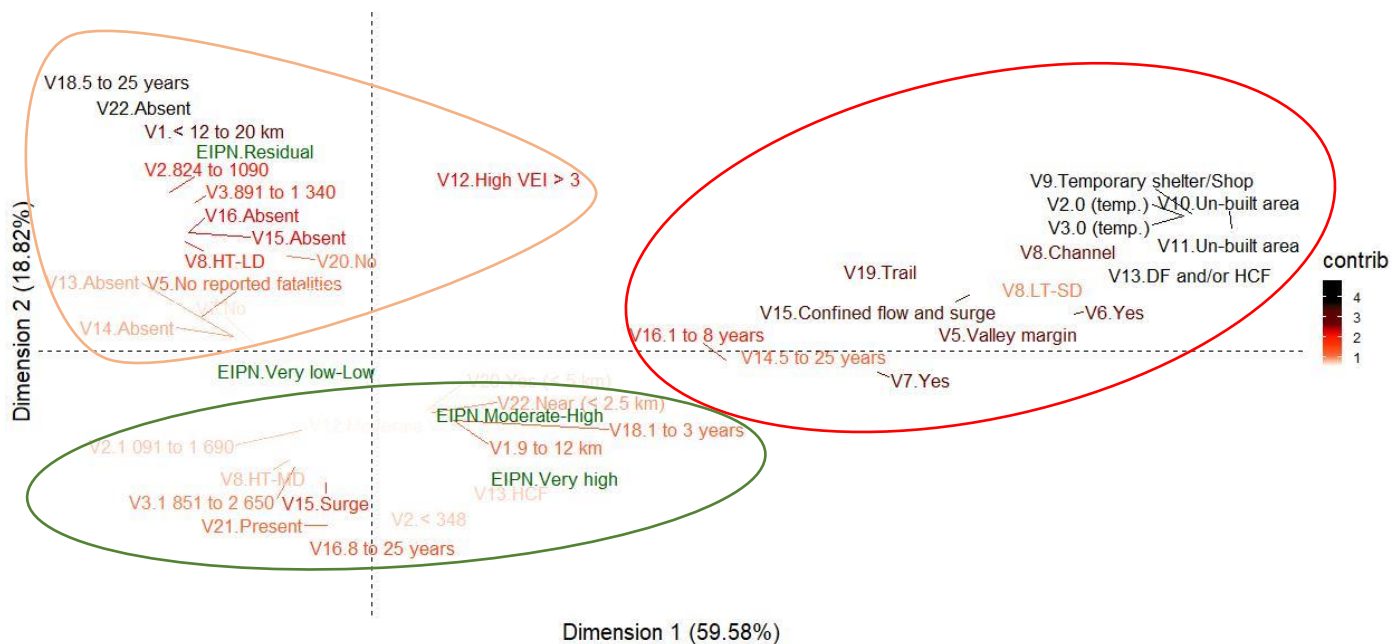 V18.5 to 25 years
V22.Absent
V1.< 12 to 20 km
EIPN.Residual
V2.824 to 1090
V3.891 to 1 340
V16.Absent
V15.Absent
V8.HT-LD
V20.No
V13.Absent
V5.No reported fatalities
V14.Absent
V12.High VEI > 3
V9.Temporary shelter/Shop
V2.0 (temp.)
V10.Un-built area
V3.0 (temp.)
V11.Un-built area
V8.Channel
V19.Trail
V13.DF and/or HCF
V8.LT-SD
V15.Confined flow and surge
V6.Yes
V16.1 to 8 years
V5.Valley margin
V14.5 to 25 years
V7.Yes
EIPN.Very low-Low
V20.Yes (< 5 km)
V22.Near (< 2.5 km)
EIPN.Moderate-High
V12.Moderate
V18.1 to 3 years
V2.1 091 to 1 690
V1.9 to 12 km
V8.HT-MD
EIPN.Very high
V13.HCF
V3.1 851 to 2 650
V15.Surge
V21.Present
V2.< 348
V16.8 to 25 years
Dimension 2 (18.82%)
Dimension 1 (59.58%)
contrib
4
3
2
1